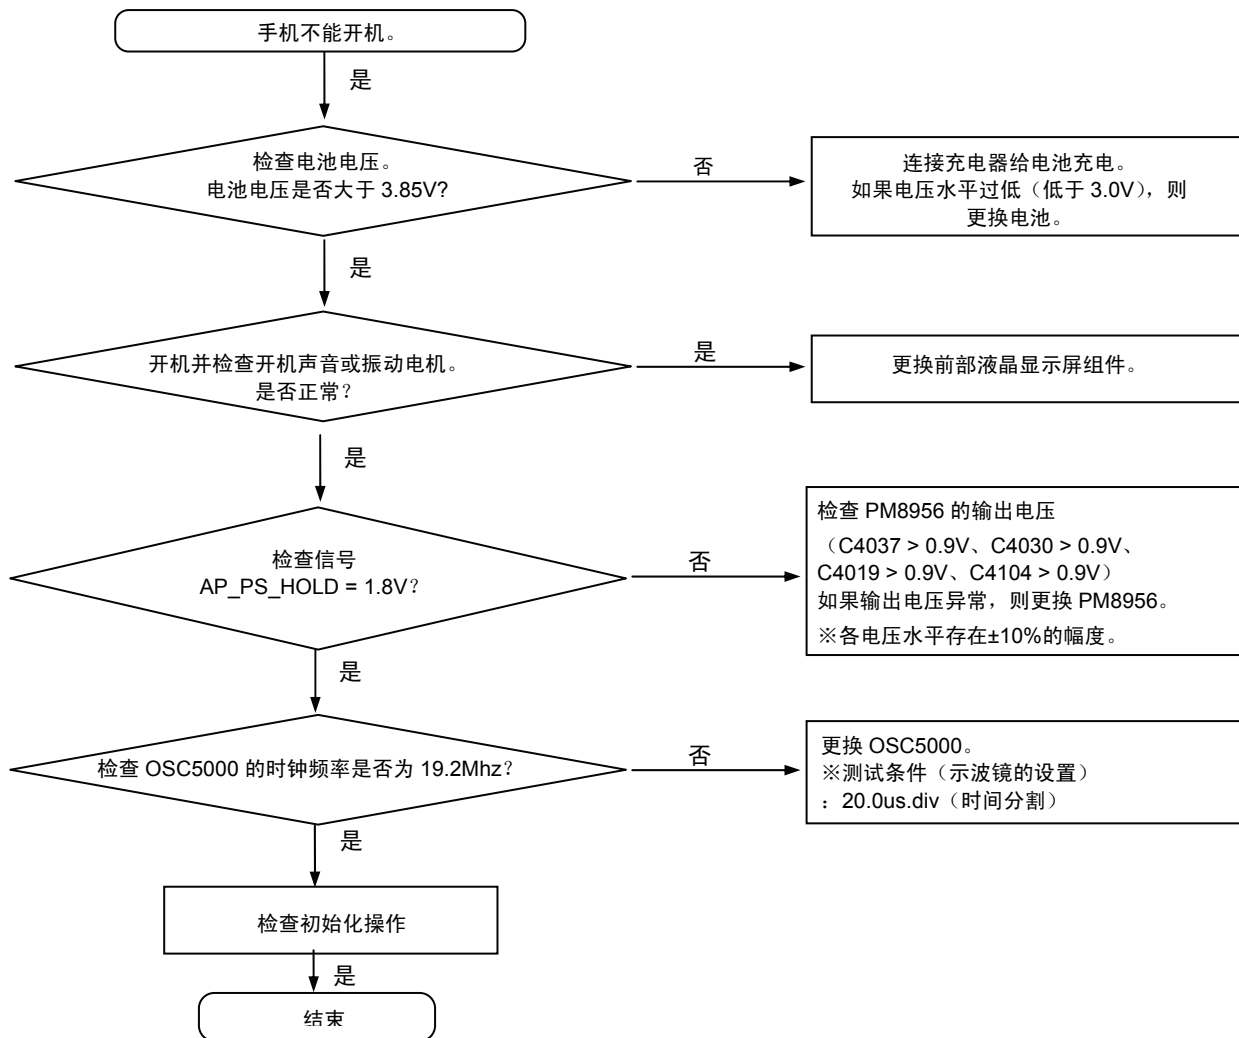 手机不能开机。
是
检查电池电压。
电池电压是否大于 3.85V?
否
连接充电器给电池充电。
如果电压水平过低（低于 3.0V），则
更换电池。
是
开机并检查开机声音或振动电机。
是否正常？
是
更换前部液晶显示屏组件。
是
检查信号
AP_PS_HOLD = 1.8V？
否
检查 PM8956 的输出电压
（C4037 > 0.9V、C4030 > 0.9V、
C4019 > 0.9V、C4104 > 0.9V）
如果输出电压异常，则更换 PM8956。
※各电压水平存在±10%的幅度。
是
检查 OSC5000 的时钟频率是否为 19.2Mhz？
否
更换 OSC5000。
※测试条件（示波镜的设置）
：20.0us.div（时间分割）
是
检查初始化操作
是
结束